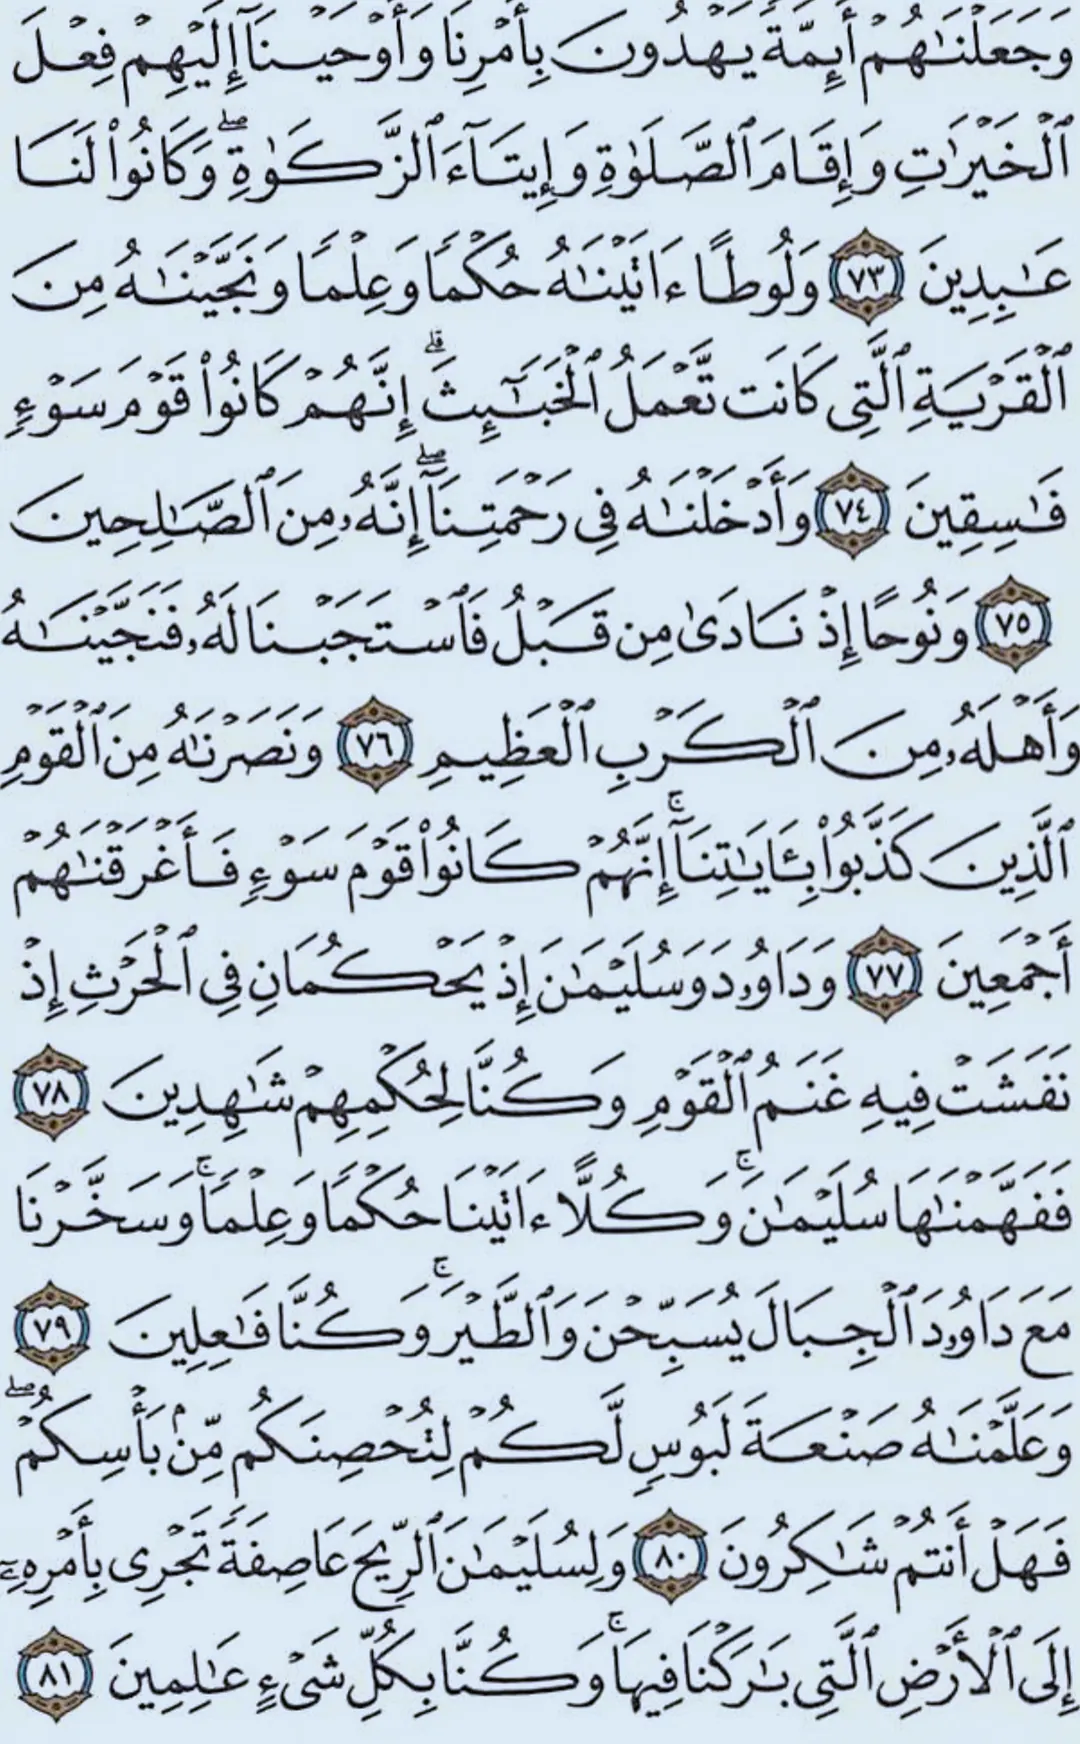 وَجَعَلْنَٰهُمْ أَئِمَّةً يَهْدُونَ بِأَمْرِنَا وَأَوْحَيْنَآ إِلَيْهِمْ فِعْلَ
ٱلْخَيْرَٰتِ وَإِقَامَ ٱلصَّلَوٰةِ وَإِيتَآءَ ٱلزَّكَوٰةِ ۖ وَكَانُوا۟ لَنَا
عَٰبِدِينَ ٧٣ وَلُوطًا ءَاتَيْنَٰهُ حُكْمًا وَعِلْمًا وَنَجَّيْنَٰهُ مِنَ
ٱلْقَرْيَةِ ٱلَّتِى كَانَت تَّعْمَلُ ٱلْخَبَٰٓئِثَ ۗ إِنَّهُمْ كَانُوا۟ قَوْمَ سَوْءٍ
فَٰسِقِينَ ٧٤ وَأَدْخَلْنَٰهُ فِى رَحْمَتِنَآ ۖ إِنَّهُۥ مِنَ ٱلصَّٰلِحِينَ
٧٥ وَنُوحًا إِذْ نَادَىٰ مِن قَبْلُ فَٱسْتَجَبْنَا لَهُۥ فَنَجَّيْنَٰهُ
وَأَهْلَهُۥ مِنَ ٱلْكَرْبِ ٱلْعَظِيمِ ٧٦ وَنَصَرْنَٰهُ مِنَ ٱلْقَوْمِ
ٱلَّذِينَ كَذَّبُوا۟ بِـَٔايَٰتِنَآ ۚ إِنَّهُمْ كَانُوا۟ قَوْمَ سَوْءٍ فَأَغْرَقْنَٰهُمْ
أَجْمَعِينَ ٧٧ وَدَاوُۥدَ وَسُلَيْمَٰنَ إِذْ يَحْكُمَانِ فِى ٱلْحَرْثِ إِذْ
نَفَشَتْ فِيهِ غَنَمُ ٱلْقَوْمِ وَكُنَّا لِحُكْمِهِمْ شَٰهِدِينَ ٧٨
فَفَهَّمْنَٰهَا سُلَيْمَٰنَ ۚ وَكُلًّا ءَاتَيْنَا حُكْمًا وَعِلْمًا ۚ وَسَخَّرْنَا
مَعَ دَاوُۥدَ ٱلْجِبَالَ يُسَبِّحْنَ وَٱلطَّيْرَ ۚ وَكُنَّا فَٰعِلِينَ ٧٩
وَعَلَّمْنَٰهُ صَنْعَةَ لَبُوسٍ لَّكُمْ لِتُحْصِنَكُم مِّنۢ بَأْسِكُمْ ۖ
فَهَلْ أَنتُمْ شَٰكِرُونَ ٨٠ وَلِسُلَيْمَٰنَ ٱلرِّيحَ عَاصِفَةً تَجْرِى بِأَمْرِهِۦٓ
إِلَى ٱلْأَرْضِ ٱلَّتِى بَٰرَكْنَا فِيهَا ۚ وَكُنَّا بِكُلِّ شَىْءٍ عَٰلِمِينَ ٨١